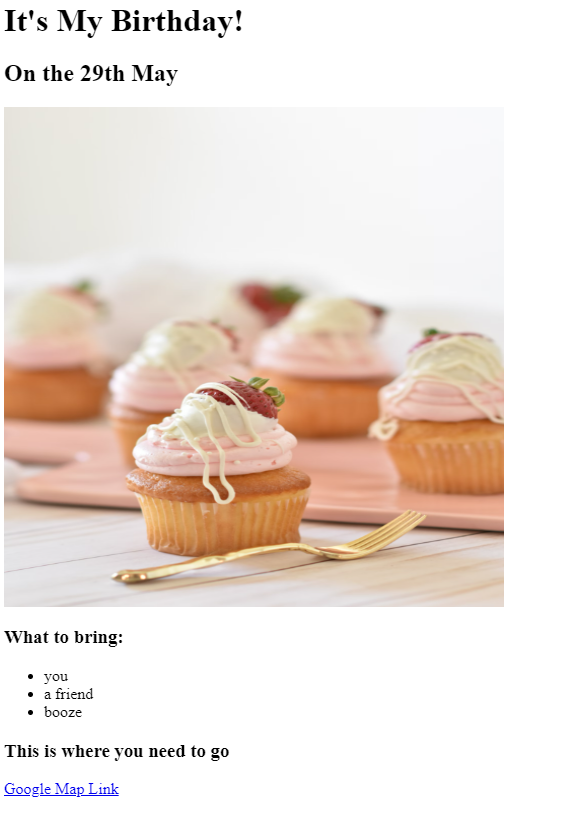 It's My Birthday!
On the 29th May
What to bring:
you
a friend
booze
This is where you need to go
Google Map Link